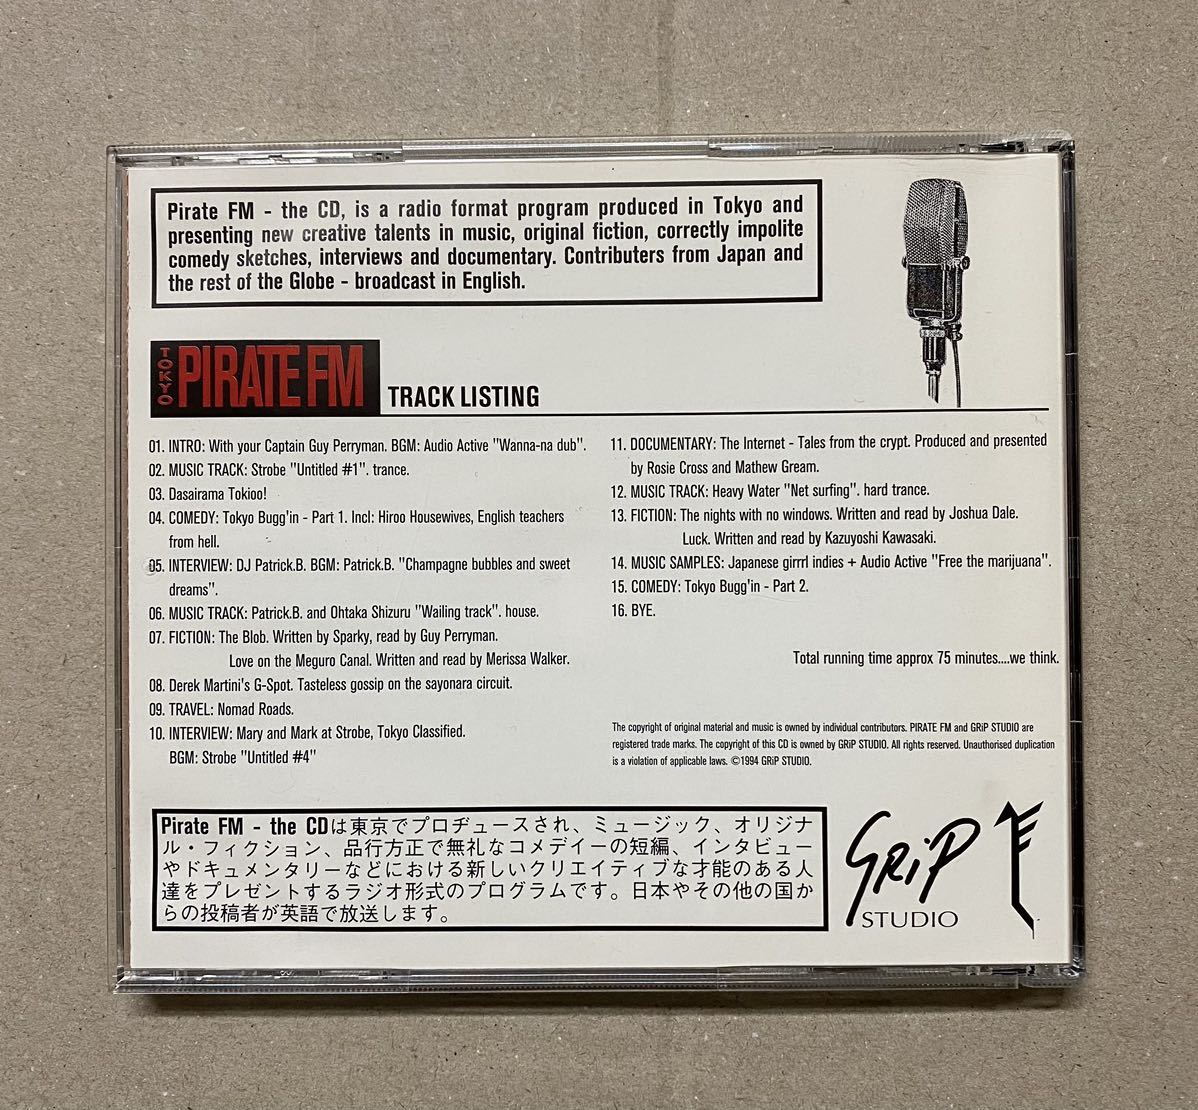 Pirate FM - the CD, is a radio format program produced in Tokyo and
presenting new creative talents in music, original fiction, correctly impolite
comedy sketches, interviews and documentary. Contributers from Japan and
the rest of the Globe - broadcast in English.
TOKYO
PIRATE FM
TRACK LISTING
01. INTRO: With your Captain Guy Perryman. BGM: Audio Active "Wanna-na dub".
02. MUSIC TRACK: Strobe "Untitled #1". trance.
03. Dasairama Tokioo!
04. COMEDY: Tokyo Bugg'in - Part 1. Incl: Hiroo Housewives, English teachers
from hell.
05. INTERVIEW: DJ Patrick.B. BGM: Patrick.B. "Champagne bubbles and sweet
dreams".
06. MUSIC TRACK: Patrick.B. and Ohtaka Shizuru "Wailing track". house.
07. FICTION: The Blob. Written by Sparky, read by Guy Perryman.
Love on the Meguro Canal. Written and read by Merissa Walker.
08. Derek Martini's G-Spot. Tasteless gossip on the sayonara circuit.
09. TRAVEL: Nomad Roads.
10. INTERVIEW: Mary and Mark at Strobe, Tokyo Classified.
BGM: Strobe "Untitled #4"
11. DOCUMENTARY: The Internet - Tales from the crypt. Produced and presented
by Rosie Cross and Mathew Gream.
12. MUSIC TRACK: Heavy Water "Net surfing". hard trance.
13. FICTION: The nights with no windows. Written and read by Joshua Dale.
Luck. Written and read by Kazuyoshi Kawasaki.
14. MUSIC SAMPLES: Japanese girrrl indies + Audio Active "Free the marijuana".
15. COMEDY: Tokyo Bugg'in - Part 2.
16. BYE.
Total running time approx 75 minutes....we think.
The copyright of original material and music is owned by individual contributors. PIRATE FM and GRiP STUDIO are
registered trade marks. The copyright of this CD is owned by GRiP STUDIO. All rights reserved. Unauthorised duplication
is a violation of applicable laws. ©1994 GRiP STUDIO.
Pirate FM - the CDは東京でプロヂュースされ、ミュージック、オリジナ
ル・フィクション、品行方正で無礼なコメデイーの短編、インタビュー
やドキュメンタリーなどにおける新しいクリエイティブな才能のある人
達をプレゼントするラジオ形式のプログラムです。日本やその他の国か
らの投稿者が英語で放送します。
GRiP
STUDIO